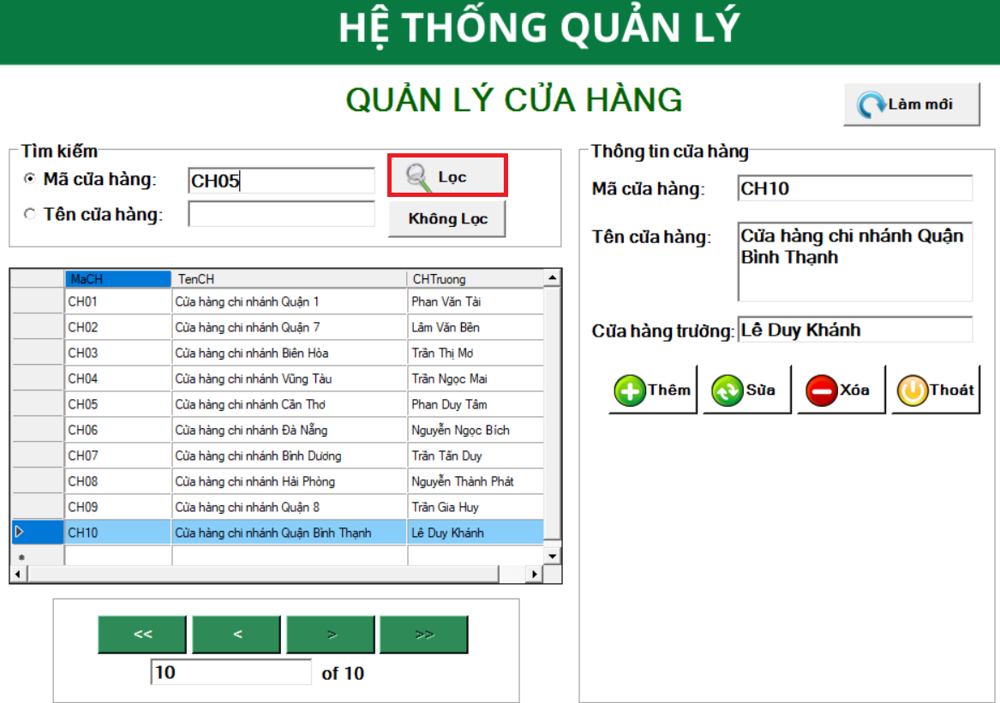 HỆ THỐNG QUẢN LÝ
QUẢN LÝ CỬA HÀNG
Làm mới
Tìm kiếm
Mã cửa hàng:
CH05
Lọc
Tên cửa hàng:
Không Lọc
MaCH TenCH CHTruong
CH01 Cửa hàng chi nhánh Quận 1 Phan Văn Tài
CH02 Cửa hàng chi nhánh Quận 7 Lâm Văn Bền
CH03 Cửa hàng chi nhánh Biên Hòa Trần Thị Mơ
CH04 Cửa hàng chi nhánh Vũng Tàu Trần Ngọc Mai
CH05 Cửa hàng chi nhánh Cần Thơ Phan Duy Tâm
CH06 Cửa hàng chi nhánh Đà Nẵng Nguyễn Ngọc Bích
CH07 Cửa hàng chi nhánh Bình Dương Trần Tấn Duy
CH08 Cửa hàng chi nhánh Hải Phòng Nguyễn Thành Phát
CH09 Cửa hàng chi nhánh Quận 8 Trần Gia Huy
CH10 Cửa hàng chi nhánh Quận Bình Thạnh Lê Duy Khánh
*
<< < > >>
10 of 10
Thông tin cửa hàng
Mã cửa hàng: CH10
Tên cửa hàng: Cửa hàng chi nhánh Quận
Bình Thạnh
Cửa hàng trưởng: Lê Duy Khánh
Thêm Sửa Xóa Thoát